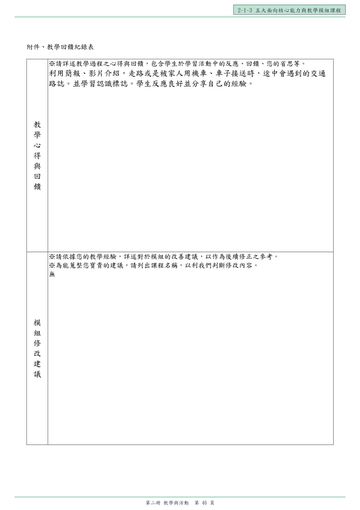 2-1-3 五大面向核心能力與教學模組課程
附件、教學回饋紀錄表
※請詳述教學過程之心得與回饋，包含學生於學習活動中的反應、回饋、您的省思等。
利用簡報、影片介紹，走路或是被家人用機車、車子接送時，途中會遇到的交通
路誌。並學習認識標誌。學生反應良好並分享自己的經驗。
教學心得與回饋
※請依據您的教學經驗，詳述對於模組的改善建議，以作為後續修正之參考。
※為能蒐整您寶貴的建議，請列出課程名稱，以利我們判斷修改內容。
無
模組修改建議
第二冊 教學與活動 第 45 頁